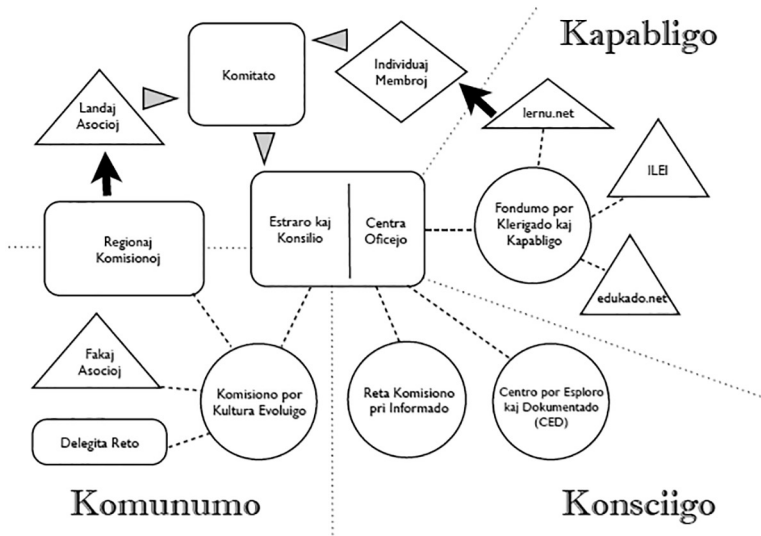 Kapabligo
Komitato
Individuaj
Membroj
Landaj
Asocioj
lernu.net
ILEI
Fondumo por
Klerigado kaj
Kapabligo
Estraro kaj
Konsilio
Centra
Oficejo
Regionaj
Komisionoj
edukado.net
Fakaj
Asocioj
Komisiono por
Kultura Evoluigo
Reta Komisiono
pri Informado
Centro por Esploro
kaj Dokumentado
(CED)
Delegita Reto
Komunumo
Konsciigo